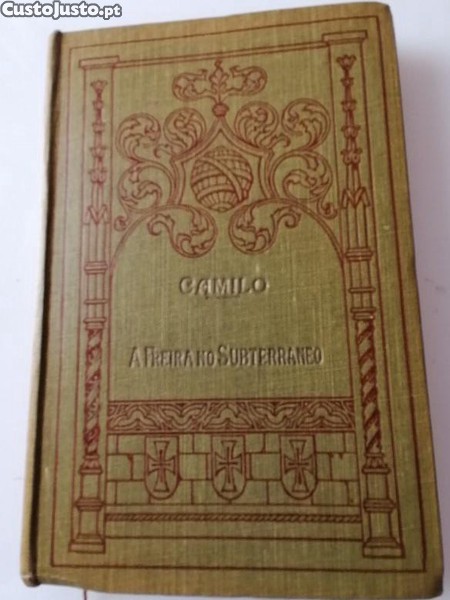 CustoJusto.pt
CAMILO
A FREIRA NO SUBTERRANEO